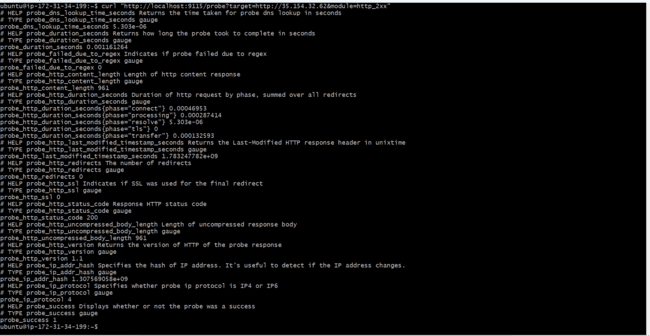 ubuntu@ip-172-31-34-199:~$ curl "http://localhost:9115/probe?target=http://35.154.32.62&module=http_2xx"
# HELP probe_dns_lookup_time_seconds Returns the time taken for probe dns lookup in seconds
# TYPE probe_dns_lookup_time_seconds gauge
probe_dns_lookup_time_seconds 5.303e-06
# HELP probe_duration_seconds Returns how long the probe took to complete in seconds
# TYPE probe_duration_seconds gauge
probe_duration_seconds 0.001161264
# HELP probe_failed_due_to_regex Indicates if probe failed due to regex
# TYPE probe_failed_due_to_regex gauge
probe_failed_due_to_regex 0
# HELP probe_http_content_length Length of http content response
# TYPE probe_http_content_length gauge
probe_http_content_length 961
# HELP probe_http_duration_seconds Duration of http request by phase, summed over all redirects
# TYPE probe_http_duration_seconds gauge
probe_http_duration_seconds{phase="connect"} 0.00046953
probe_http_duration_seconds{phase="processing"} 0.000287414
probe_http_duration_seconds{phase="resolve"} 5.303e-06
probe_http_duration_seconds{phase="tls"} 0
probe_http_duration_seconds{phase="transfer"} 0.000132593
# HELP probe_http_last_modified_timestamp_seconds Returns the Last-Modified HTTP response header in unixtime
# TYPE probe_http_last_modified_timestamp_seconds gauge
probe_http_last_modified_timestamp_seconds 1.783247782e+09
# HELP probe_http_redirects The number of redirects
# TYPE probe_http_redirects gauge
probe_http_redirects 0
# HELP probe_http_ssl Indicates if SSL was used for the final redirect
# TYPE probe_http_ssl gauge
probe_http_ssl 0
# HELP probe_http_status_code Response HTTP status code
# TYPE probe_http_status_code gauge
probe_http_status_code 200
# HELP probe_http_uncompressed_body_length Length of uncompressed response body
# TYPE probe_http_uncompressed_body_length gauge
probe_http_uncompressed_body_length 961
# HELP probe_http_version Returns the version of HTTP of the probe response
# TYPE probe_http_version gauge
probe_http_version 1.1
# HELP probe_ip_addr_hash Specifies the hash of IP address. It's useful to detect if the IP address changes.
# TYPE probe_ip_addr_hash gauge
probe_ip_addr_hash 1.307569058e+09
# HELP probe_ip_protocol Specifies whether probe ip protocol is IP4 or IP6
# TYPE probe_ip_protocol gauge
probe_ip_protocol 4
# HELP probe_success Displays whether or not the probe was a success
# TYPE probe_success gauge
probe_success 1
ubuntu@ip-172-31-34-199:~$